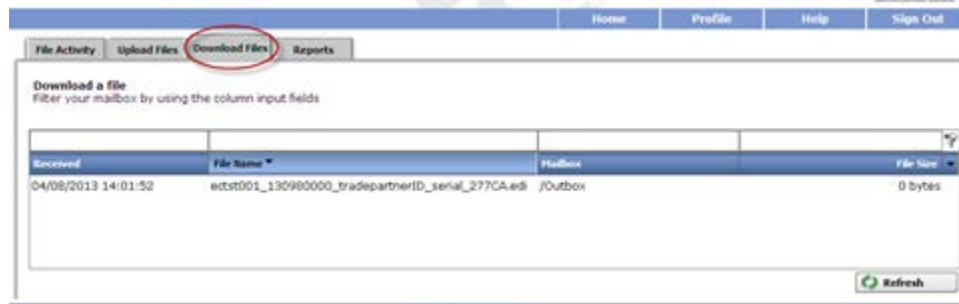 Home Profile Help Sign Out
File Activity Upload Files Download Files Reports
Download a file
Filter your mailbox by using the column input fields
Received File Name Mailbox File Size
04/08/2013 14:01:52 ectst001_130980000_tradepartnerID_serial_277CA.edi /Outbox 0 bytes
Refresh